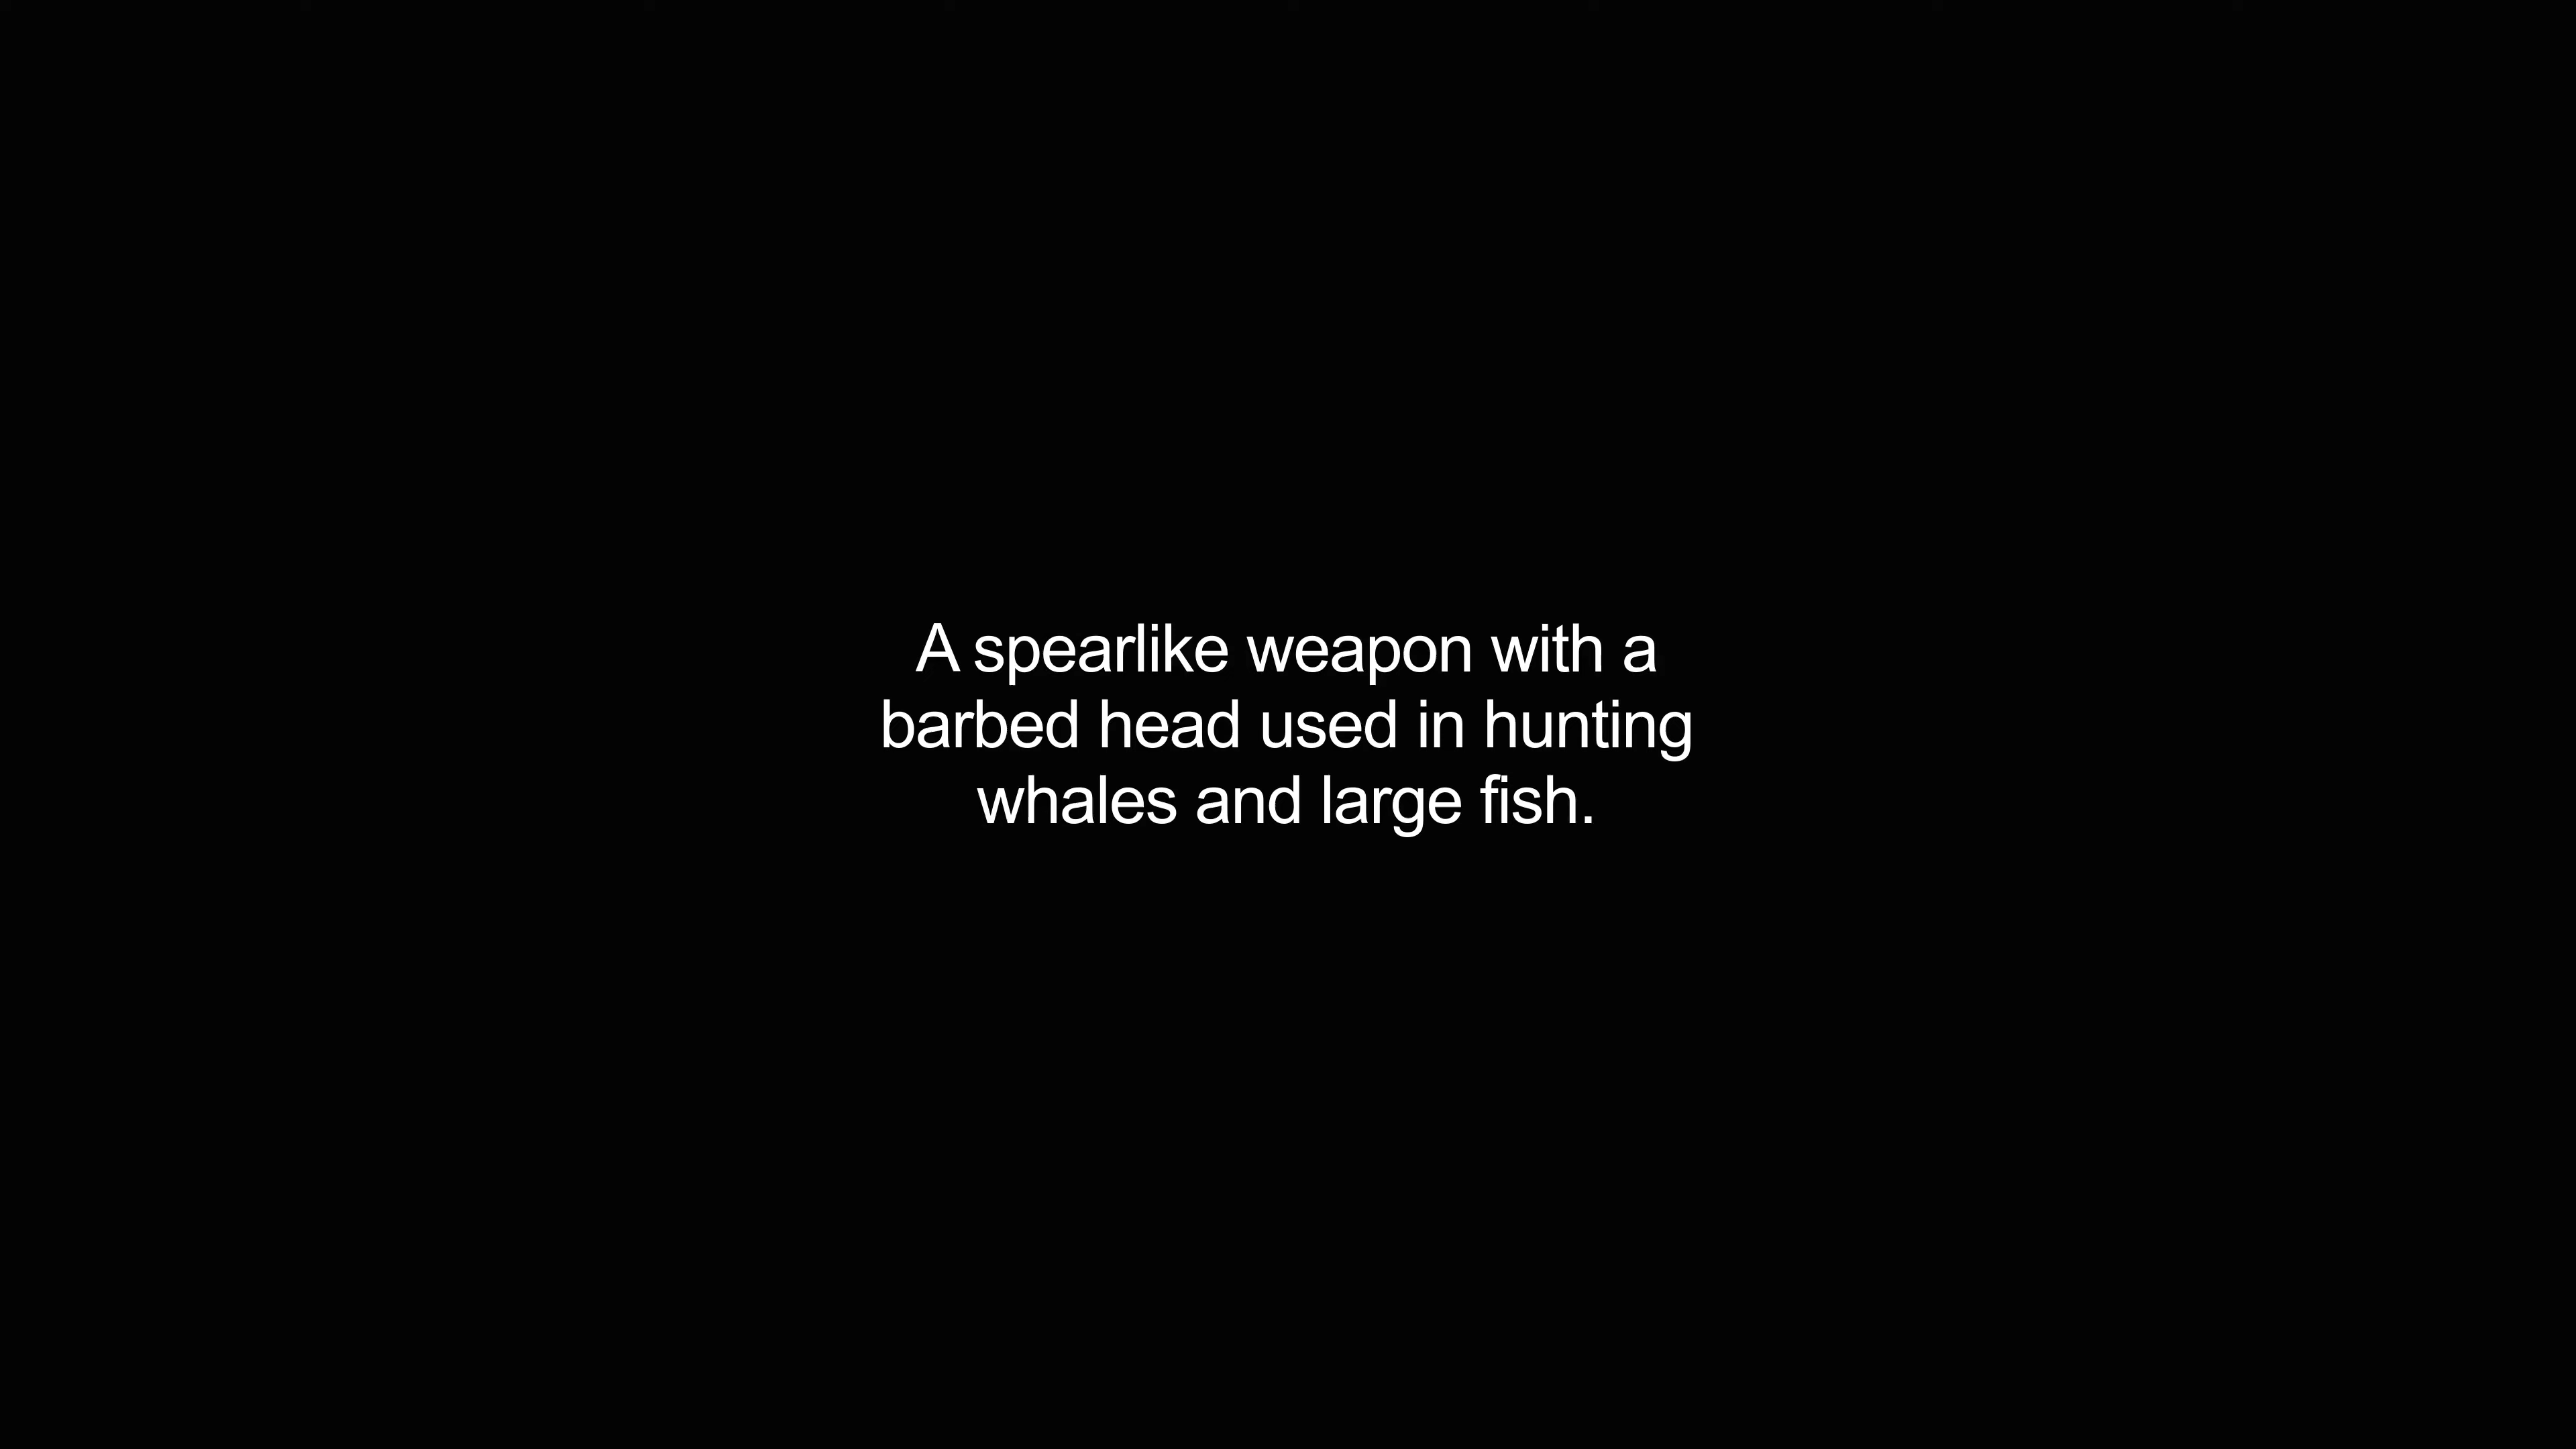 A spearlike weapon with a
barbed head used in hunting
whales and large fish.